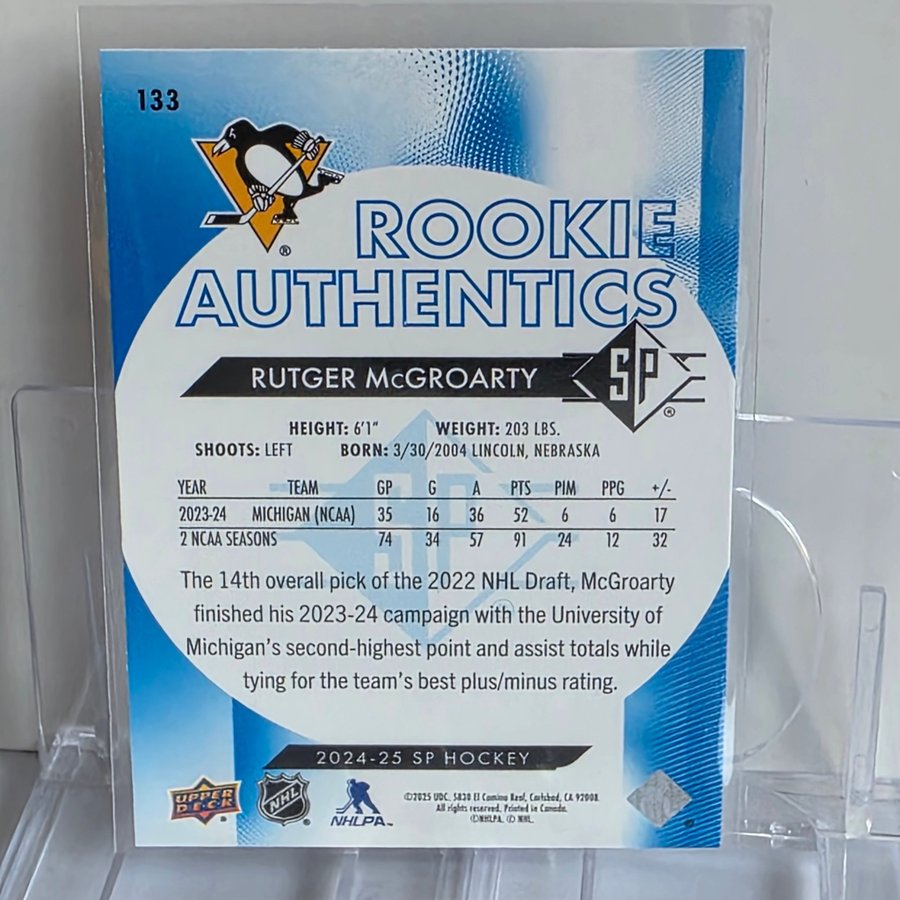 133
®
ROOKIE
AUTHENTICS
RUTGER McGROARTY
SP
®
HEIGHT: 6'1" WEIGHT: 203 LBS.
SHOOTS: LEFT BORN: 3/30/2004 LINCOLN, NEBRASKA
YEAR TEAM GP G A PTS PIM PPG +/-
2023-24 MICHIGAN (NCAA) 35 16 36 52 6 6 17
2 NCAA SEASONS 74 34 57 91 24 12 32
SP
The 14th overall pick of the 2022 NHL Draft, McGroarty
finished his 2023-24 campaign with the University of
Michigan's second-highest point and assist totals while
tying for the team's best plus/minus rating.
2024-25 SP HOCKEY
UPPER
DECK
NHL
NHLPA
©2025 UDC, 5830 El Camino Real, Carlsbad, CA 92008.
All rights reserved. Printed in Canada.
©NHLPA. © NHL.